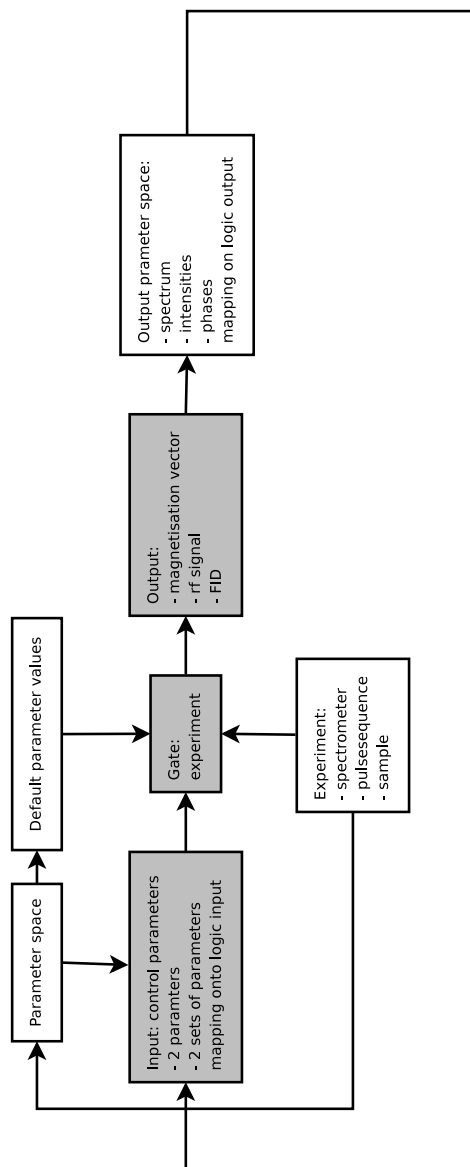 Parameter space
Default parameter values
Input: control parameters
- 2 paramters
- 2 sets of parameters
mapping onto logic input
Gate:
experiment
Output:
- magnetisation vector
- rf signal
- FID
Output prameter space:
- spectrum
- intensities
- phases
mapping on logic output
Experiment:
- spectrometer
- pulsesequence
- sample